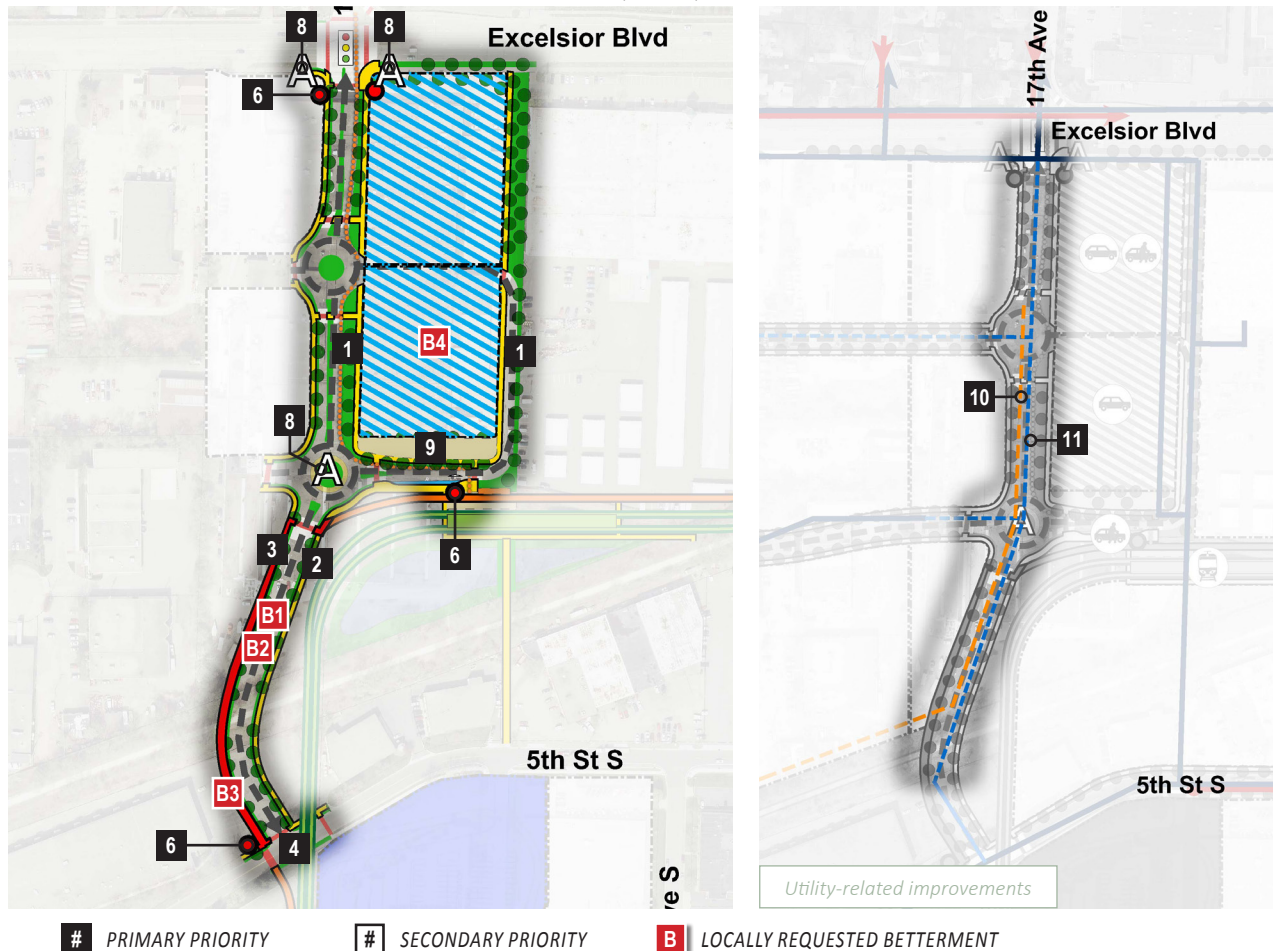 8
8
1
Excelsior Blvd
6
1
B4
1
8
9
3
2
6
B1
B2
5th St S
B3
6
4
ve S
17th Ave
Excelsior Blvd
10
11
5th St S
Utility-related improvements
# PRIMARY PRIORITY
# SECONDARY PRIORITY
B LOCALLY REQUESTED BETTERMENT